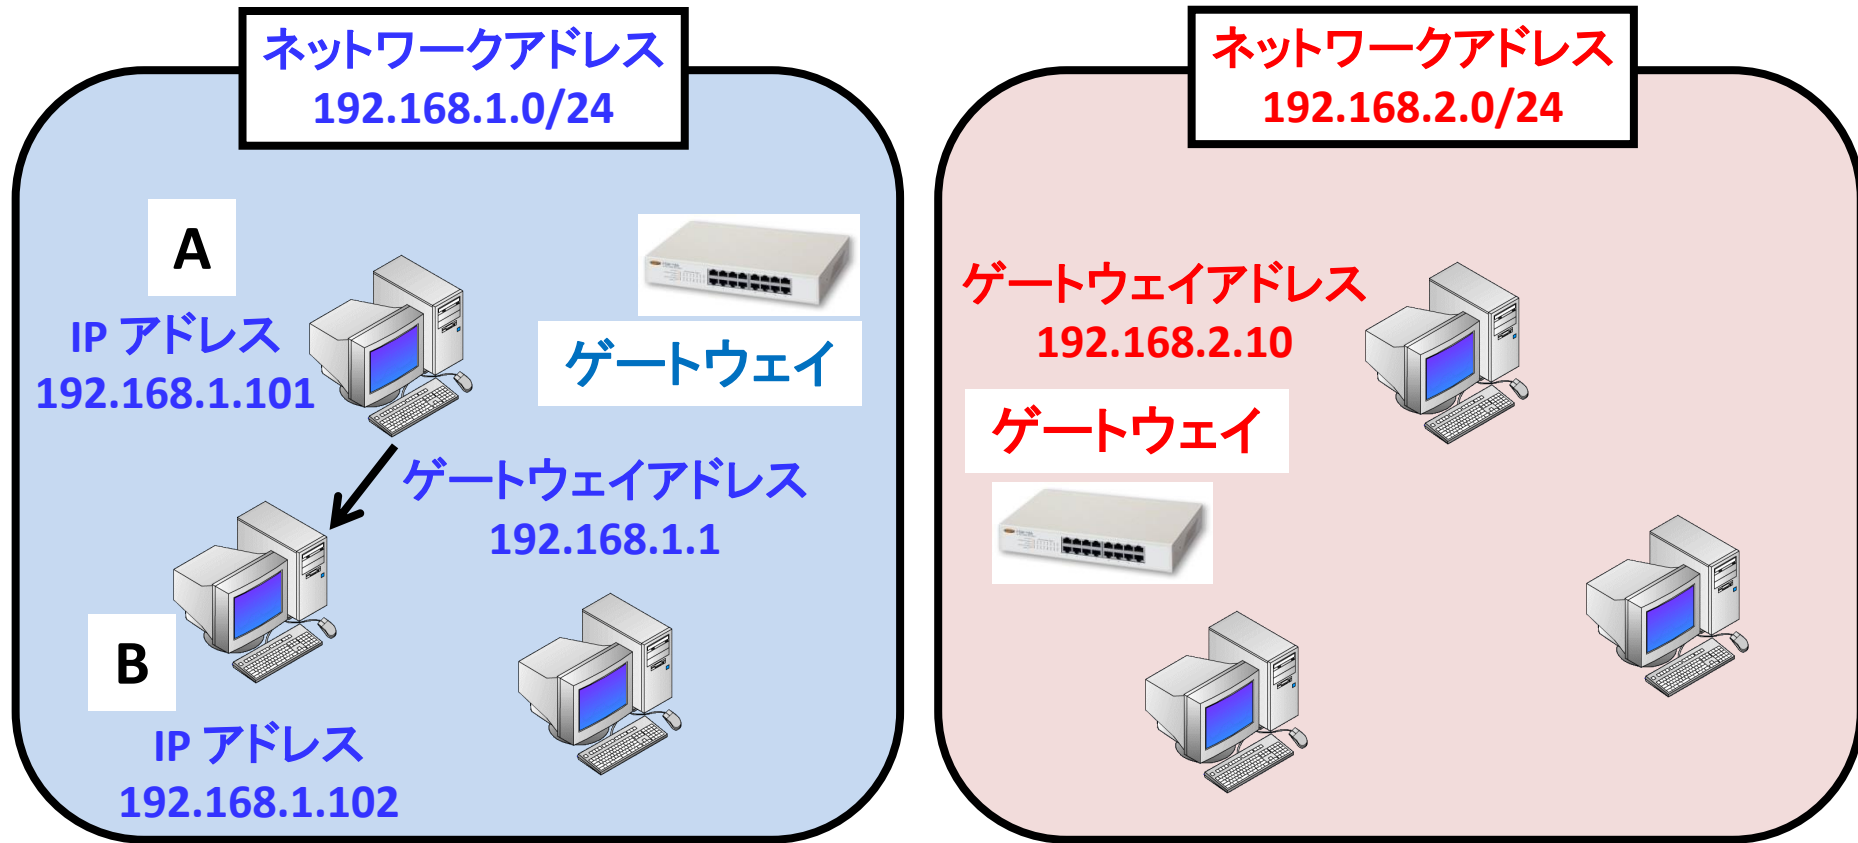 ネットワークアドレス
192.168.1.0/24
A
IP アドレス
192.168.1.101
ゲートウェイ
ゲートウェイアドレス
192.168.1.1
B
IP アドレス
192.168.1.102
ネットワークアドレス
192.168.2.0/24
ゲートウェイアドレス
192.168.2.10
ゲートウェイ